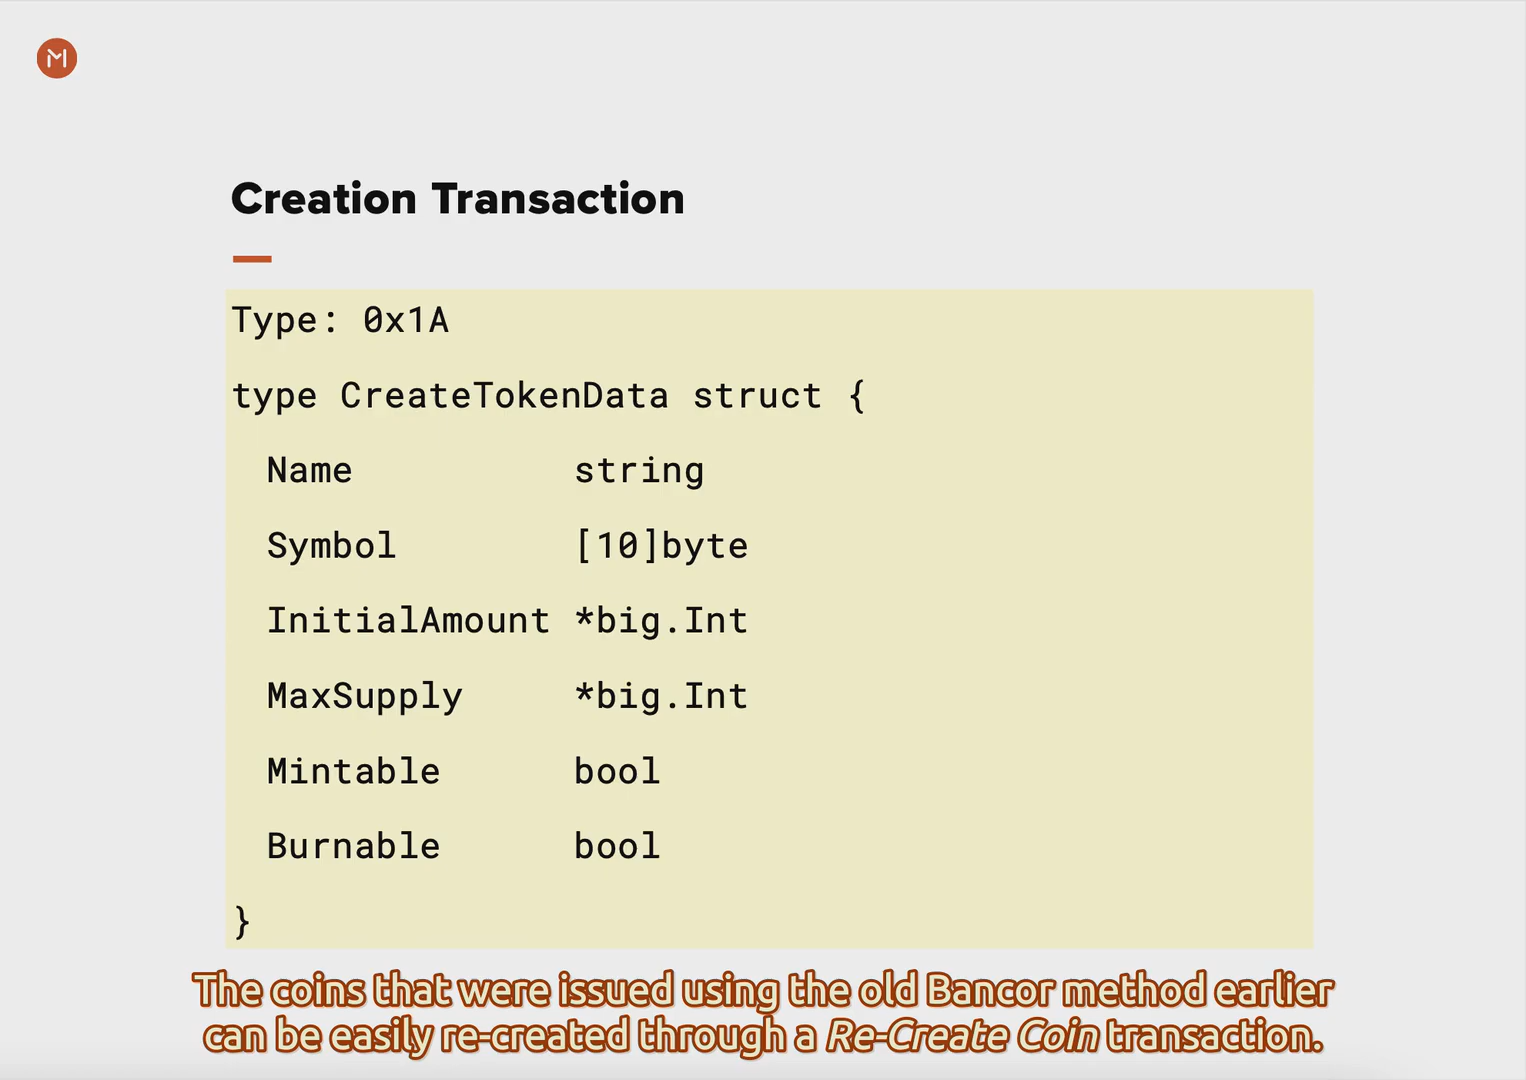 M
Creation Transaction
Type: 0x1A
type CreateTokenData struct {
Name string
Symbol [10]byte
InitialAmount *big.Int
MaxSupply *big.Int
Mintable bool
Burnable bool
}
The coins that were issued using the old Bancor method earlier
can be easily re-created through a Re-Create Coin transaction.